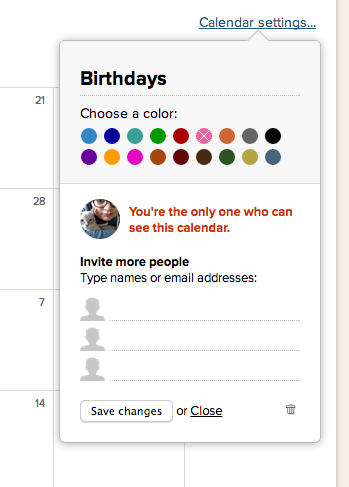 Calendar settings...
Birthdays
Choose a color:
21
28
You're the only one who can
see this calendar.
Invite more people
Type names or email addresses:
7
14
Save changes or Close